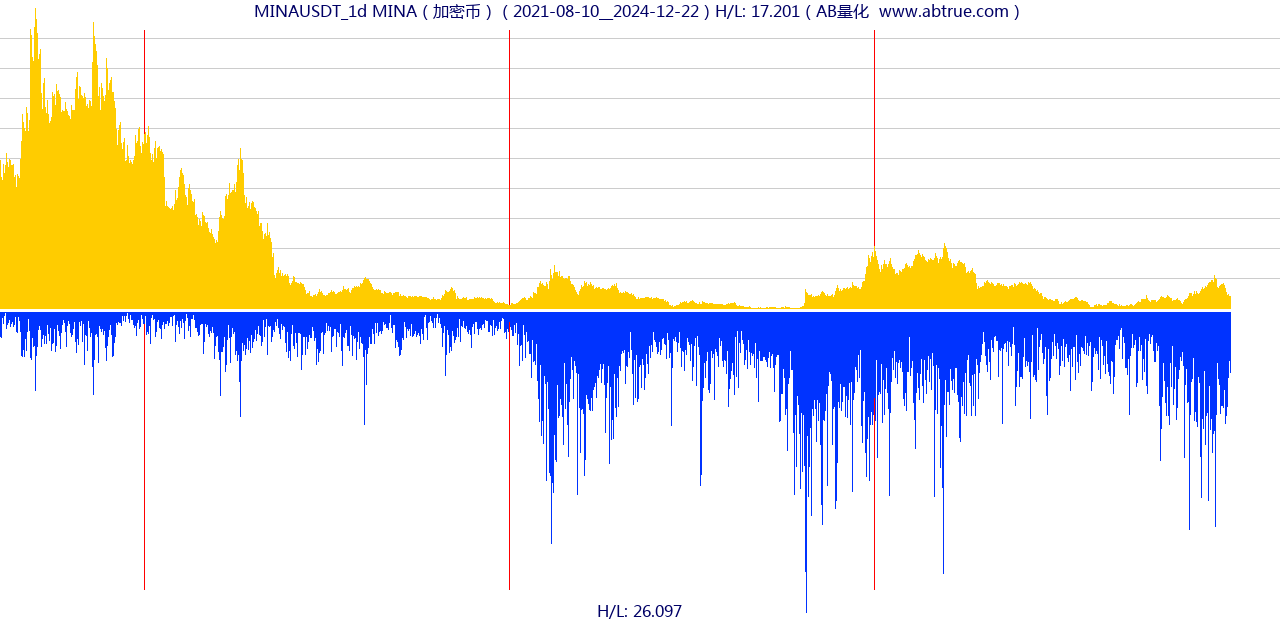 MINAUSDT_1d MINA ( 加密币 ) ( 2021-08-10__2024-12-22 ) H/L: 17.201 ( AB量化 www.abtrue.com )
H/L: 26.097